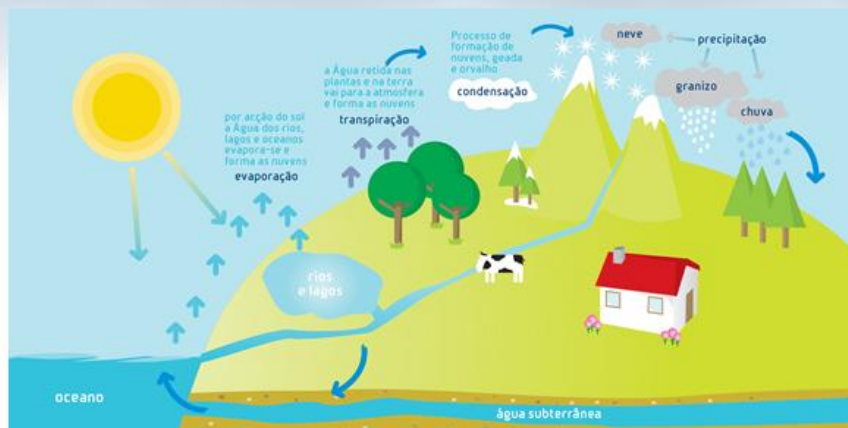 por acção do sol
a Água dos rios,
lagos e oceanos
evapora-se e
forma as nuvens
evaporação
a Água retida nas
plantas e na terra
vai para a atmosfera
e forma as nuvens
transpiração
Processo de
formação de
nuvens, geada
e orvalho
condensação
neve
precipitação
granizo
chuva
rios
e lagos
oceano
água subterrânea